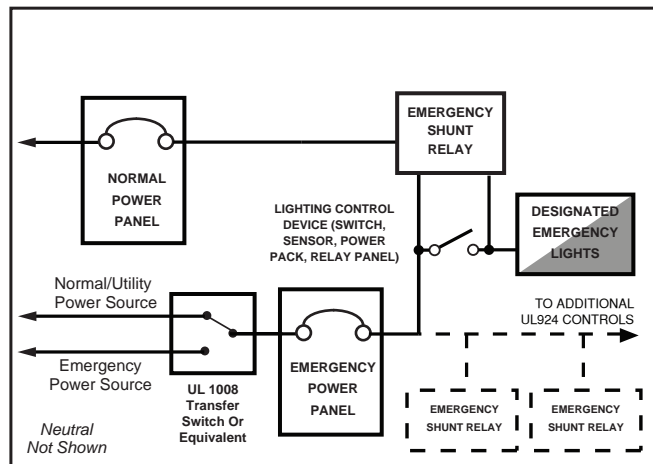 EMERGENCY
SHUNT
RELAY
NORMAL
POWER
PANEL
LIGHTING CONTROL
DEVICE (SWITCH,
SENSOR, POWER
PACK, RELAY PANEL)
DESIGNATED
EMERGENCY
LIGHTS
Normal/Utility
Power Source
Emergency
Power Source
UL 1008
Transfer
Switch Or
Equivalent
EMERGENCY
POWER
PANEL
TO ADDITIONAL
UL924 CONTROLS
EMERGENCY
SHUNT RELAY
EMERGENCY
SHUNT RELAY
Neutral
Not Shown